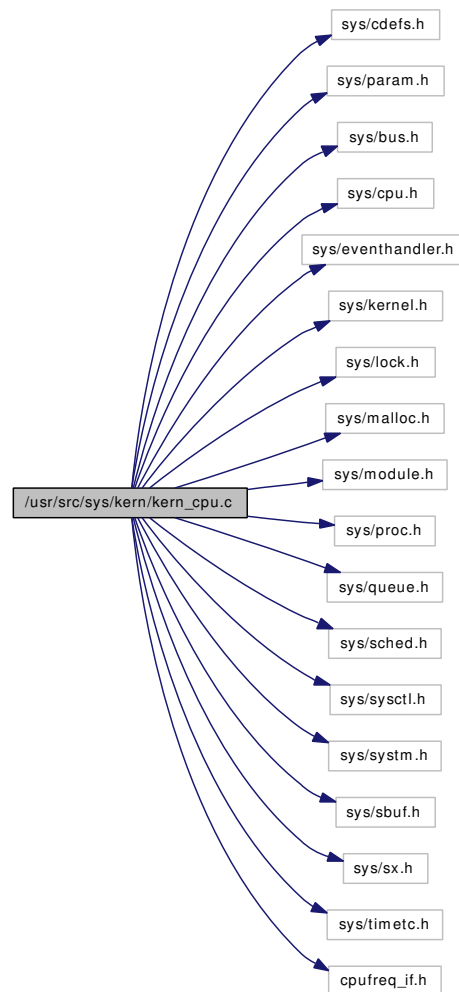 sys/cdefs.h
sys/param.h
sys/bus.h
sys/cpu.h
sys/eventhandler.h
sys/kernel.h
sys/lock.h
sys/malloc.h
sys/module.h
/usr/src/sys/kern/kern_cpu.c
sys/proc.h
sys/queue.h
sys/sched.h
sys/sysctl.h
sys/systm.h
sys/sbuf.h
sys/sx.h
sys/timetc.h
cpufreq_if.h